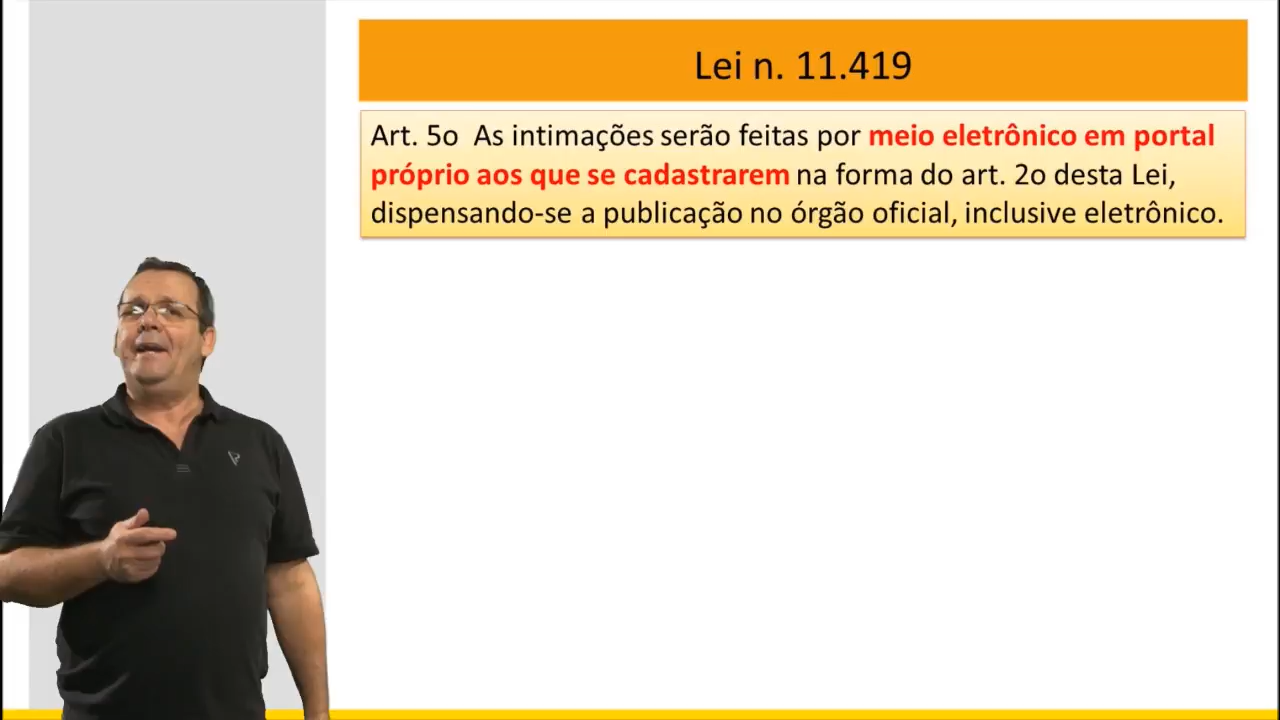 Lei n. 11.419
Art. 5o  As intimações serão feitas por meio eletrônico em portal
próprio aos que se cadastrarem na forma do art. 2o desta Lei,
dispensando-se a publicação no órgão oficial, inclusive eletrônico.